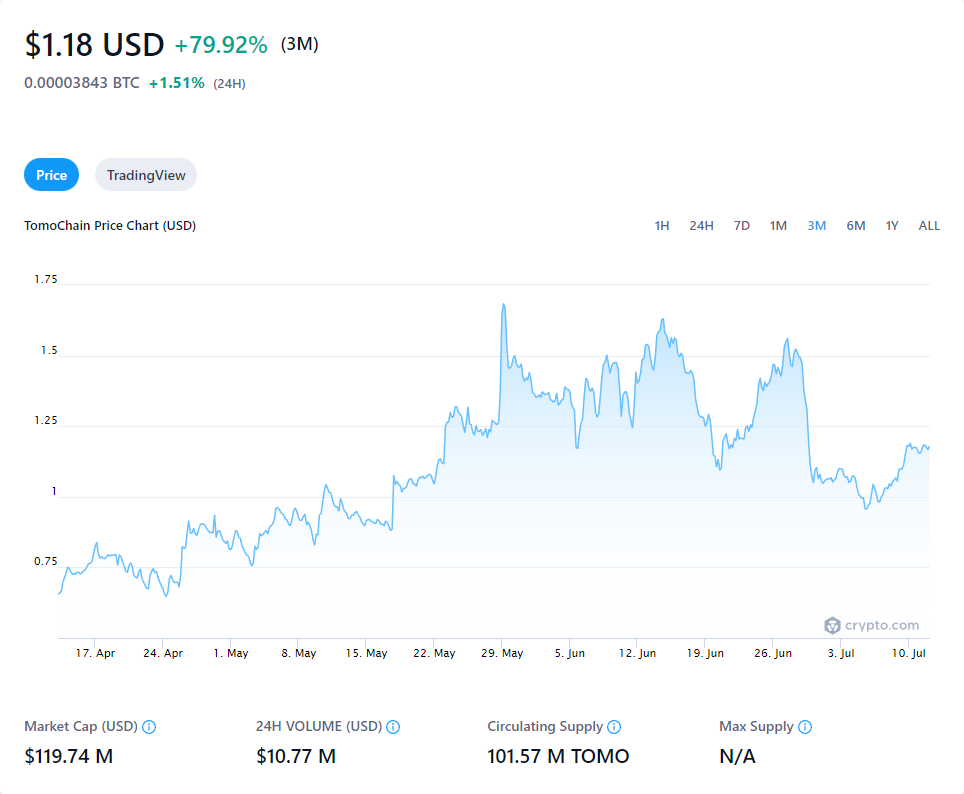 $1.18 USD +79.92% (3M)
0.00003843 BTC +1.51% (24H)
Price TradingView
TomoChain Price Chart (USD) 1H 24H 7D 1M 3M 6M 1Y ALL
1.75
1.5
1.25
1
0.75
crypto.com
17. Apr 24. Apr 1. May 8. May 15. May 22. May 29. May 5. Jun 12. Jun 19. Jun 26. Jun 3. Jul 10. Jul
Market Cap (USD) 24H VOLUME (USD) Circulating Supply Max Supply
$119.74 M $10.77 M 101.57 M TOMO N/A